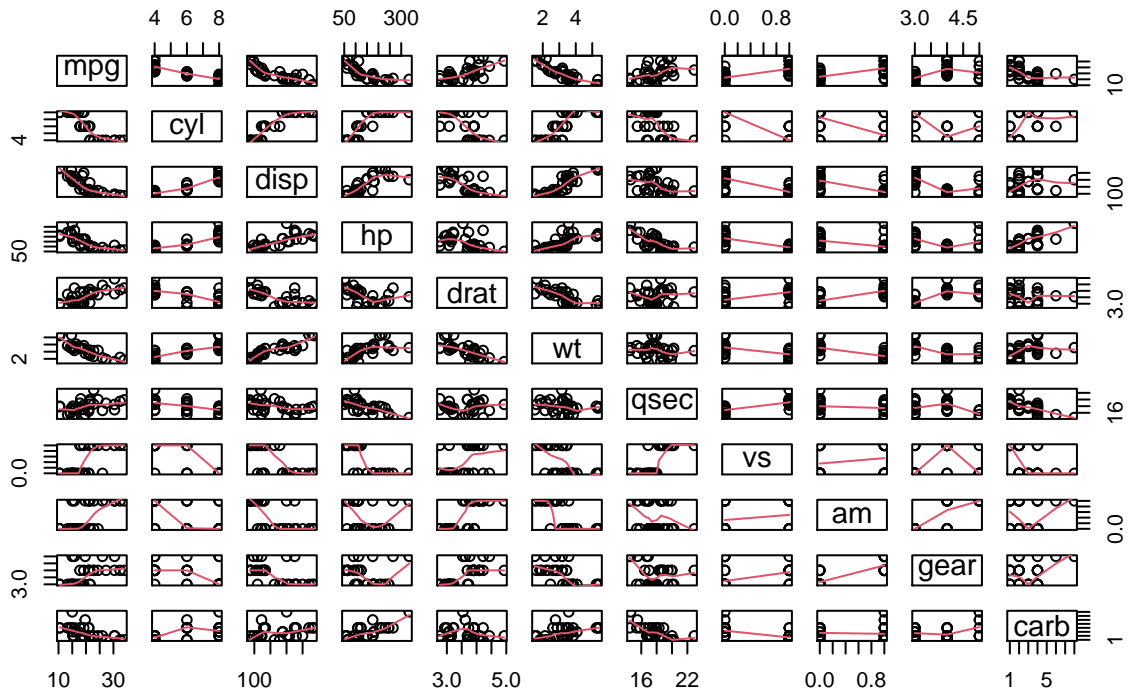 4 6 8 50 300 2 4 0.0 0.8 3.0 4.5
mpg 10
4 cyl
disp 100
50 hp
drat 3.0
2 wt
qsec 16
0.0 vs
am 0.0
3.0 gear
carb 1
10 30 100 3.0 5.0 16 22 0.0 0.8 1 5